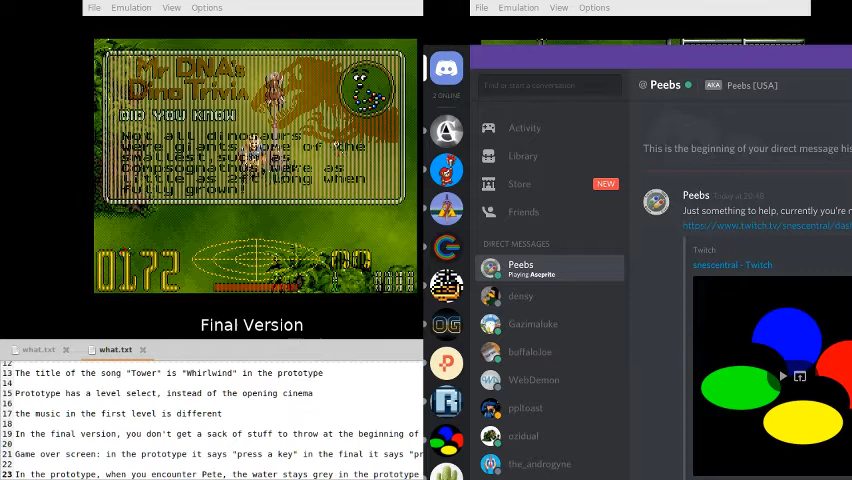 File Emulation View Options
File Emulation View Options
Mr DNA's
Dino Trivia
DID YOU KNOW
Not all dinosaurs
were giants, some of the
smallest, such as
Compsognathus, were as
little as 2ft long when
fully grown!
0172
Final Version
what.txt
what.txt
12
13 The title of the song "Tower" is "Whirlwind" in the prototype
14
15 Prototype has a level select, instead of the opening cinema
16
17 the music in the first level is different
18
19 In the final version, you don't get a sack of stuff to throw at the beginning of
20
21 Game over screen: in the prototype it says "press a key" in the final it says "pr
22
23 In the prototype, when you encounter Pete, the water stays grey in the prototype
2 ONLINE
OG
Find or start a conversation
Activity
Library
Store NEW
Friends
DIRECT MESSAGES
Peebs
Playing Aseprite
densy
Gazimaluke
buffaloJoe
WebDemon
ppltoast
ozidual
the_androgyne
@ Peebs AKA Peebs [USA]
This is the beginning of your direct message his
Peebs Today at 20:48
Just something to help, currently you're n
https://www.twitch.tv/snescentral/das
Twitch
snescentral - Twitch